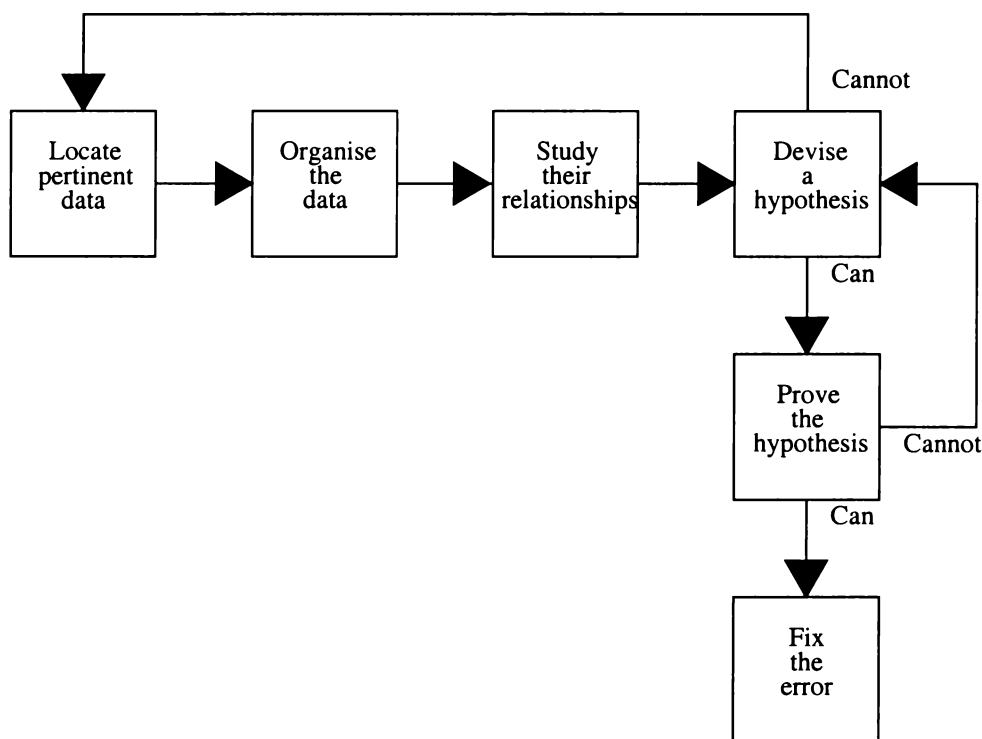 Cannot
Locate
pertinent
data
Organise
the
data
Study
their
relationships
Devise
a
hypothesis
Can
Prove
the
hypothesis
Cannot
Can
Fix
the
error